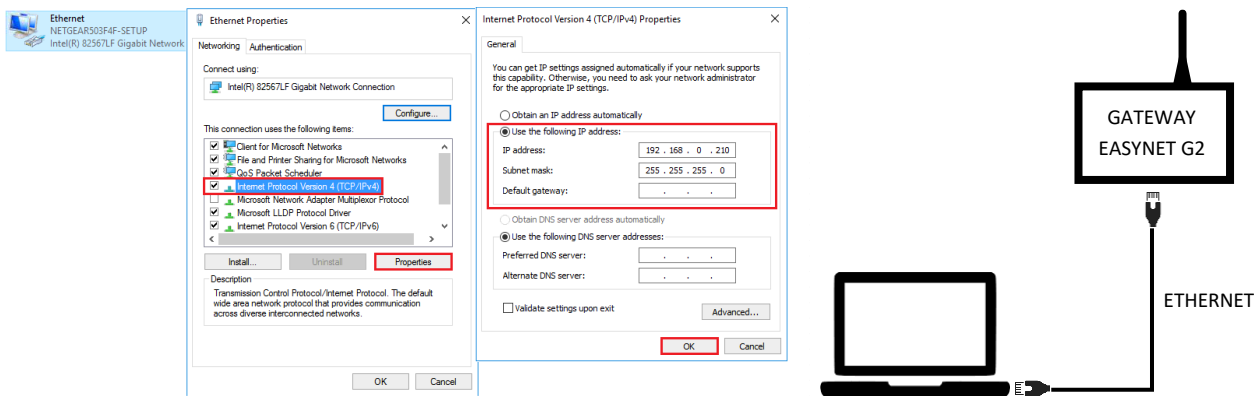 Ethernet
NETGEAR503F4F-SETUP
Intel(R) 82567LF Gigabit Network
Ethernet Properties
Networking
Authentication
Connect using:
Intel(R) 82567LF Gigabit Network Connection
Configure...
This connection uses the following items:
Client for Microsoft Networks
File and Printer Sharing for Microsoft Networks
QoS Packet Scheduler
Internet Protocol Version 4 (TCP/IPv4)
Microsoft Network Adapter Multiplexor Protocol
Microsoft LLDP Protocol Driver
Internet Protocol Version 6 (TCP/IPv6)
Install...
Uninstall
Properties
Description
Transmission Control Protocol/Internet Protocol. The default
wide area network protocol that provides communication
across diverse interconnected networks.
OK
Cancel
Internet Protocol Version 4 (TCP/IPv4) Properties
General
You can get IP settings assigned automatically if your network supports
this capability. Otherwise, you need to ask your network administrator
for the appropriate IP settings.
Obtain an IP address automatically
Use the following IP address:
IP address: 192 . 168 . 0 . 210
Subnet mask: 255 . 255 . 255 . 0
Default gateway: . . .
Obtain DNS server address automatically
Use the following DNS server addresses:
Preferred DNS server: . . .
Alternate DNS server: . . .
Validate settings upon exit
Advanced...
OK
Cancel
GATEWAY
EASYNET G2
ETHERNET